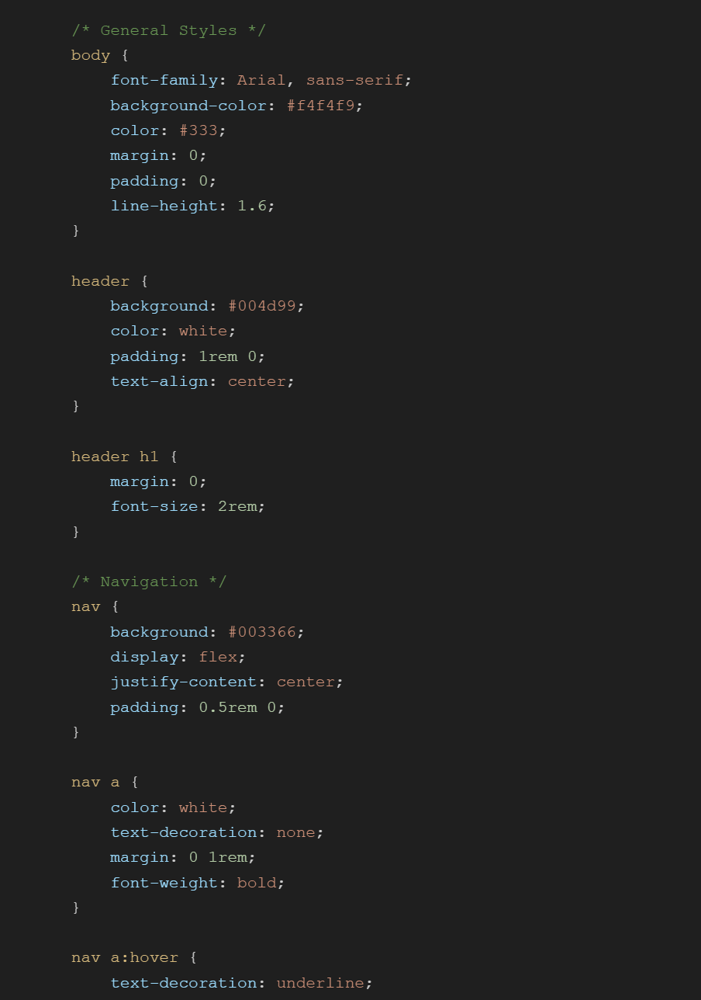 /* General Styles */
body {
    font-family: Arial, sans-serif;
    background-color: #f4f4f9;
    color: #333;
    margin: 0;
    padding: 0;
    line-height: 1.6;
}

header {
    background: #004d99;
    color: white;
    padding: 1rem 0;
    text-align: center;
}

header h1 {
    margin: 0;
    font-size: 2rem;
}

/* Navigation */
nav {
    background: #003366;
    display: flex;
    justify-content: center;
    padding: 0.5rem 0;
}

nav a {
    color: white;
    text-decoration: none;
    margin: 0 1rem;
    font-weight: bold;
}

nav a:hover {
    text-decoration: underline;